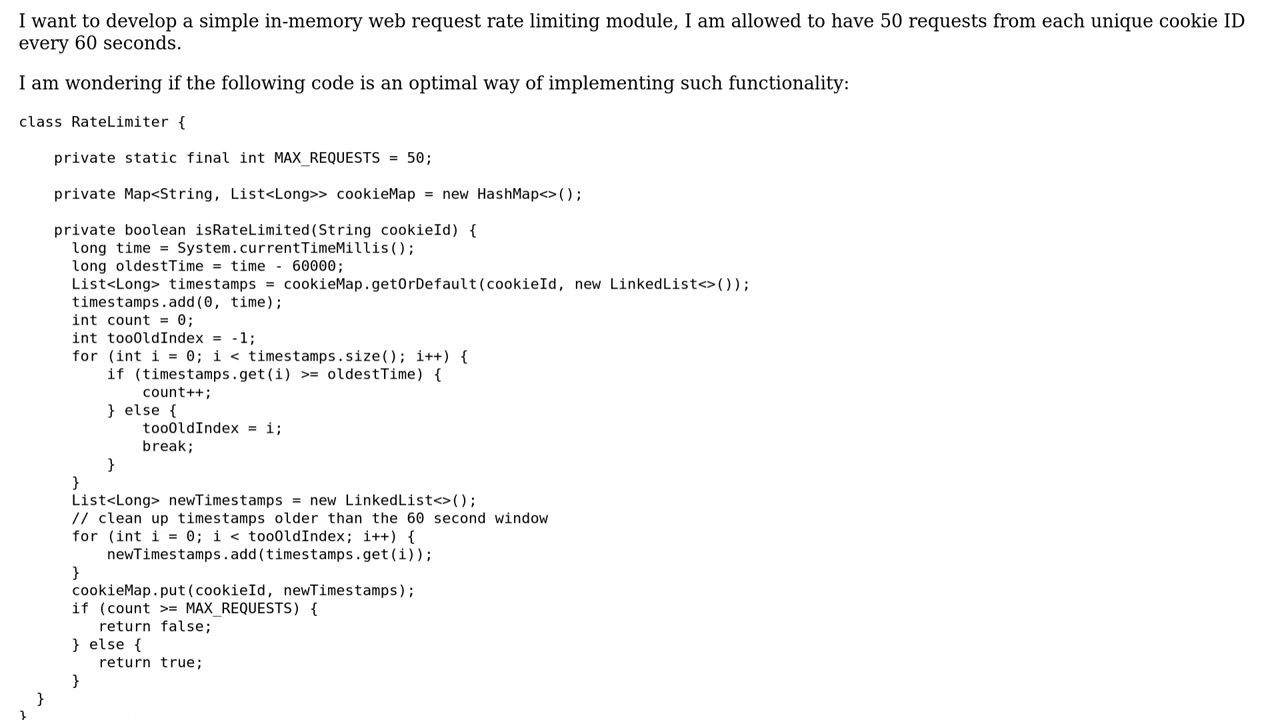 I want to develop a simple in-memory web request rate limiting module, I am allowed to have 50 requests from each unique cookie ID
every 60 seconds.
I am wondering if the following code is an optimal way of implementing such functionality:
class RateLimiter {
    private static final int MAX_REQUESTS = 50;
    private Map<String, List<Long>> cookieMap = new HashMap<>();
    private boolean isRateLimited(String cookieId) {
      long time = System.currentTimeMillis();
      long oldestTime = time - 60000;
      List<Long> timestamps = cookieMap.getOrDefault(cookieId, new LinkedList<>());
      timestamps.add(0, time);
      int count = 0;
      int tooOldIndex = -1;
      for (int i = 0; i < timestamps.size(); i++) {
          if (timestamps.get(i) >= oldestTime) {
              count++;
          } else {
              tooOldIndex = i;
              break;
          }
      }
      List<Long> newTimestamps = new LinkedList<>();
      // clean up timestamps older than the 60 second window
      for (int i = 0; i < tooOldIndex; i++) {
          newTimestamps.add(timestamps.get(i));
      }
      cookieMap.put(cookieId, newTimestamps);
      if (count >= MAX_REQUESTS) {
         return false;
      } else {
         return true;
      }
  }
}